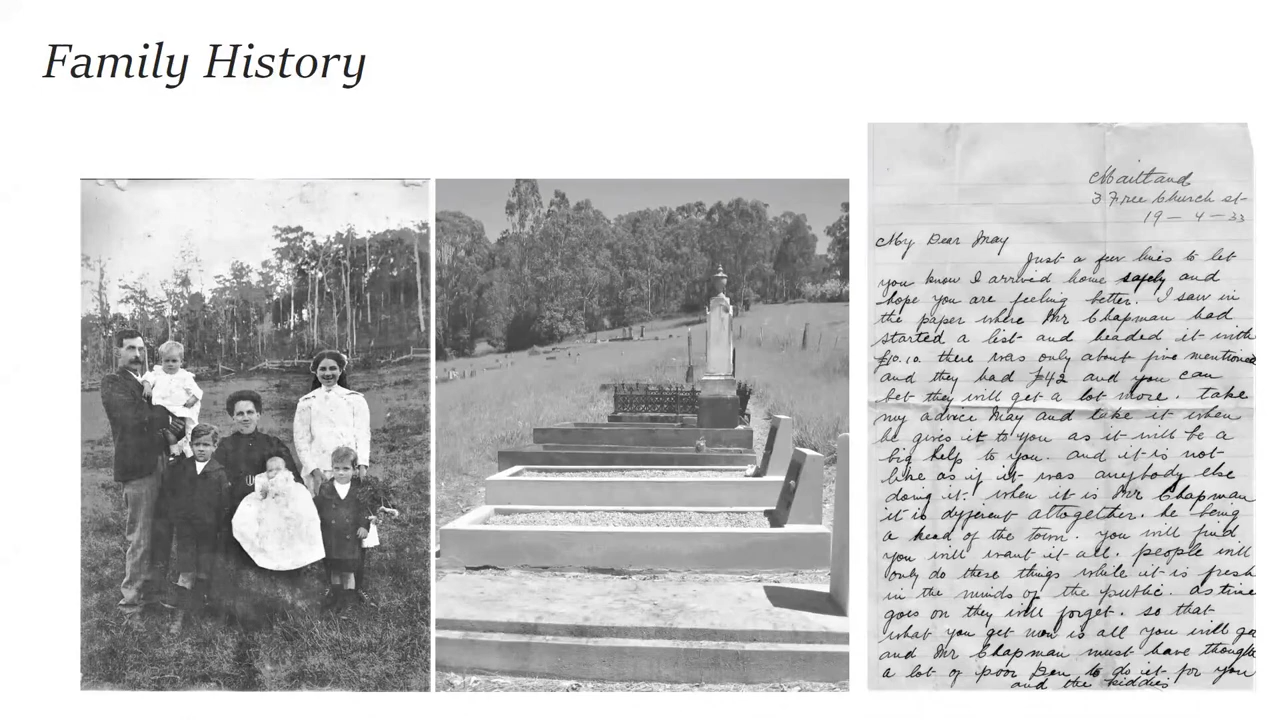 Family History
Maitland
3 Free Church st
19 - 4 - 33
My Dear May
Just a few lines to let
you know I arrived home safely and
hope you are feeling better. I saw in
the paper where Mr Chapman had
started a list and headed it with
£10.10. there was only about five mentioned
and they had £42 and you can
bet they will get a lot more. take
my advice May and take it when
he gives it to you as it will be a
big help to you. and it is not
like as if it was anybody else
doing it. when it is Mr Chapman
it is different altogether. he being
a head of the town. you will find
you will want it all. people will
only do these things while it is fresh
in the minds of the public. as time
goes on they will forget. so that
what you get now is all you will get
and Mr Chapman must have thought
a lot of poor Den to do it for you
and the kiddies